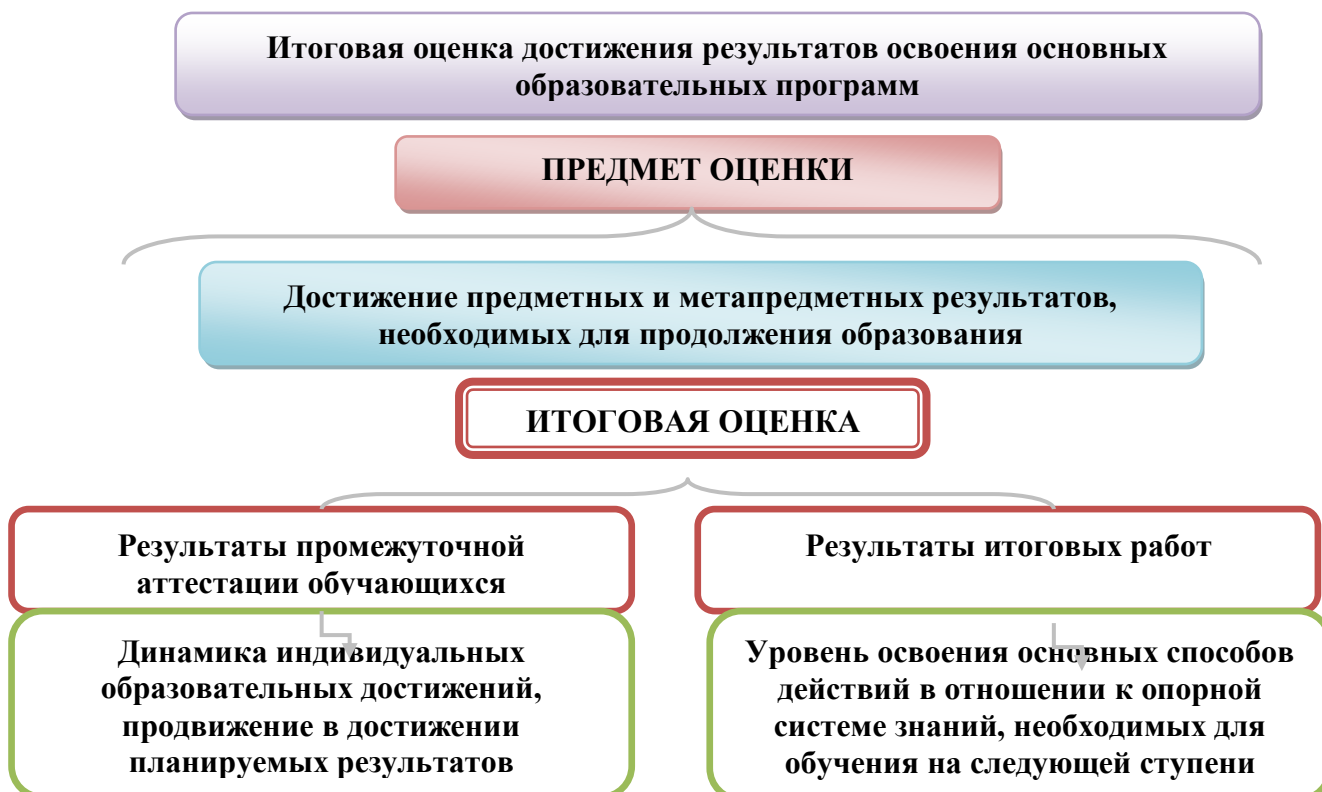 Итоговая оценка достижения результатов освоения основных
образовательных программ
ПРЕДМЕТ ОЦЕНКИ
Достижение предметных и метапредметных результатов,
необходимых для продолжения образования
ИТОГОВАЯ ОЦЕНКА
Результаты промежуточной
аттестации обучающихся
Результаты итоговых работ
Динамика индивидуальных
образовательных достижений,
продвижение в достижении
планируемых результатов
Уровень освоения основных способов
действий в отношении к опорной
системе знаний, необходимых для
обучения на следующей ступени